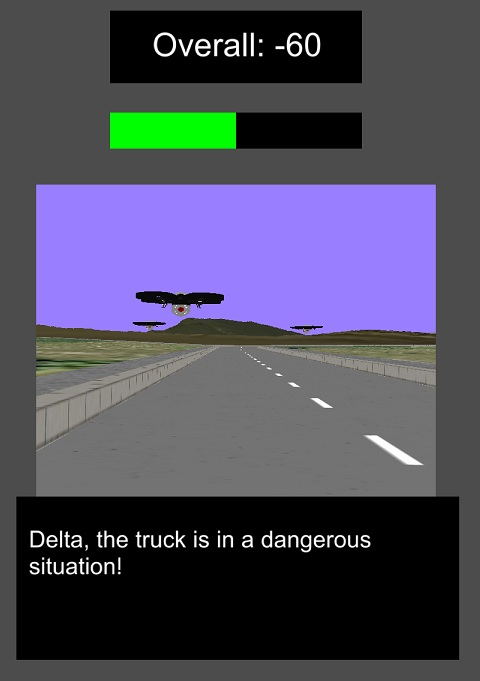 Overall: -60
Delta, the truck is in a dangerous
situation!